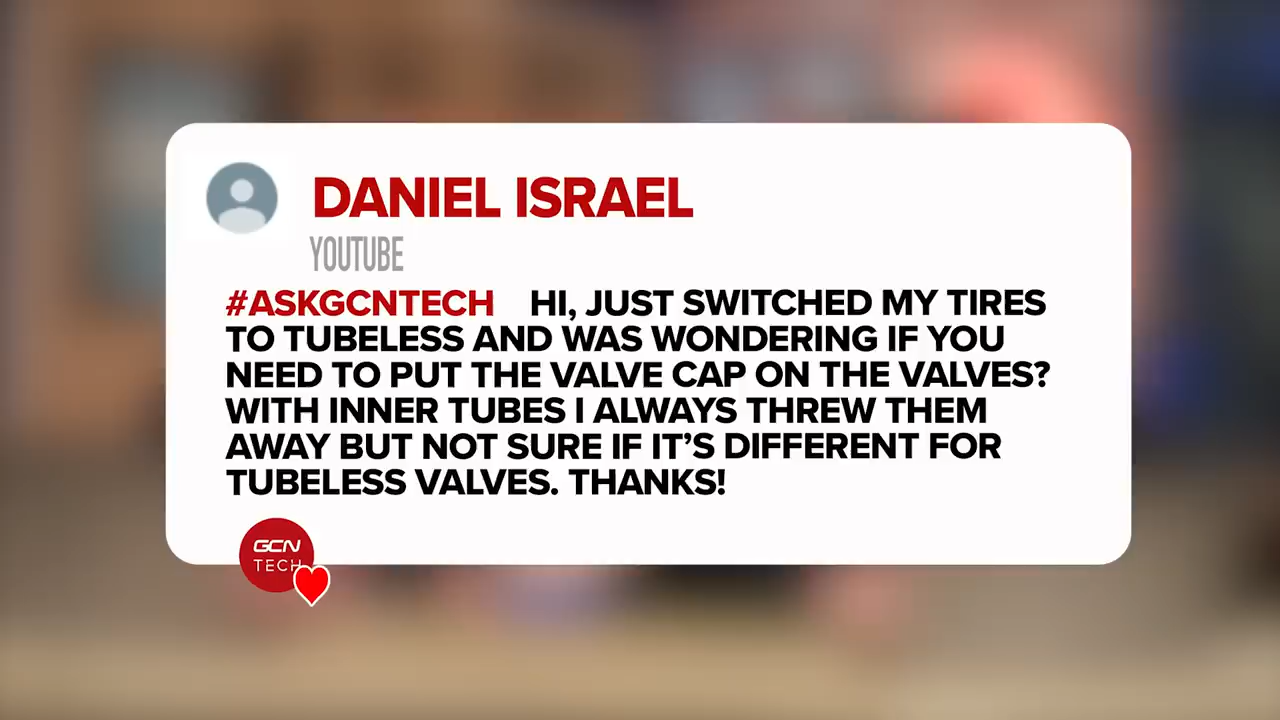 DANIEL ISRAEL
YOUTUBE
#ASKGCNTECH HI, JUST SWITCHED MY TIRES
TO TUBELESS AND WAS WONDERING IF YOU
NEED TO PUT THE VALVE CAP ON THE VALVES?
WITH INNER TUBES I ALWAYS THREW THEM
AWAY BUT NOT SURE IF IT'S DIFFERENT FOR
TUBELESS VALVES. THANKS!
GCN
TECH